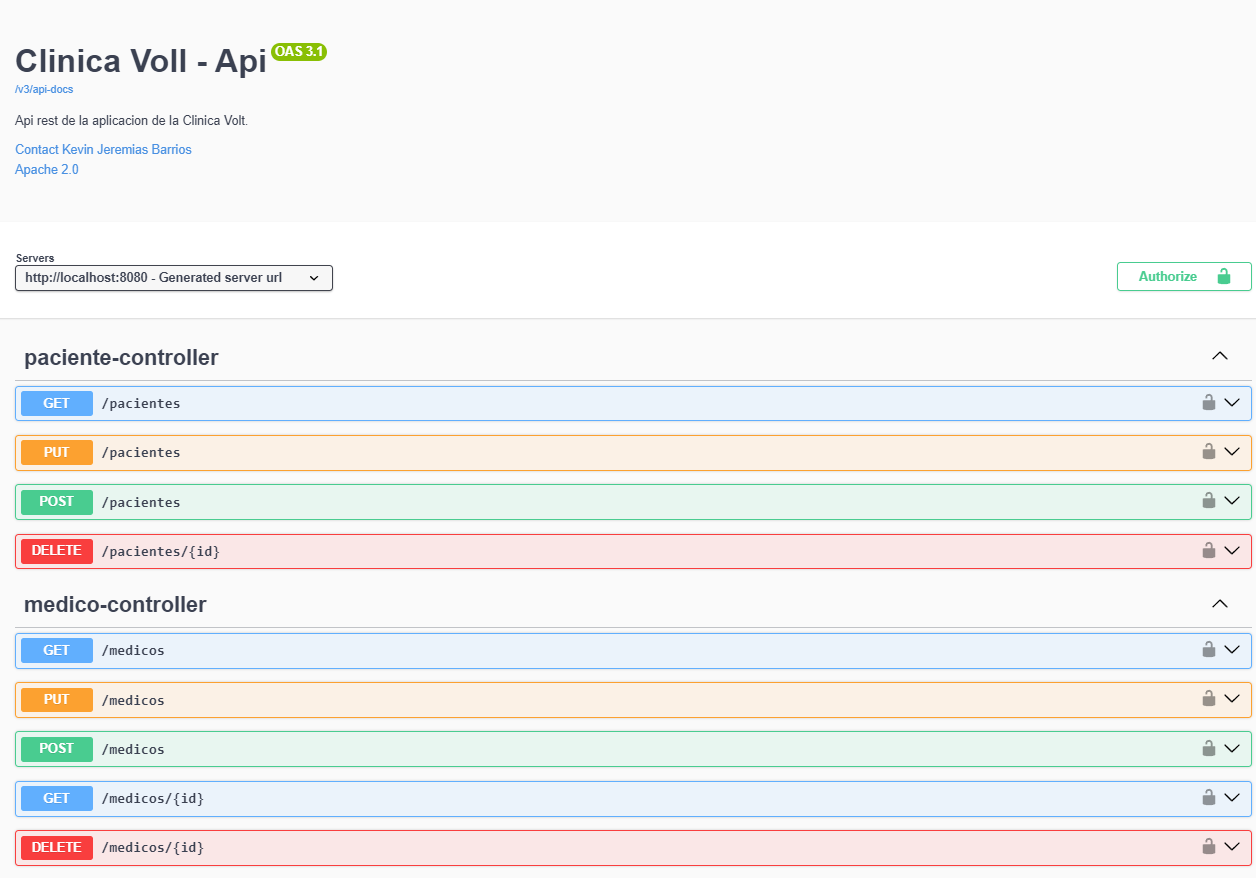 Clinica Voll - Api OAS 3.1
/v3/api-docs
Api rest de la aplicacion de la Clinica Volt.
Contact Kevin Jeremias Barrios
Apache 2.0
Servers
http://localhost:8080 - Generated server url
Authorize
paciente-controller
GET /pacientes
PUT /pacientes
POST /pacientes
DELETE /pacientes/{id}
medico-controller
GET /medicos
PUT /medicos
POST /medicos
GET /medicos/{id}
DELETE /medicos/{id}